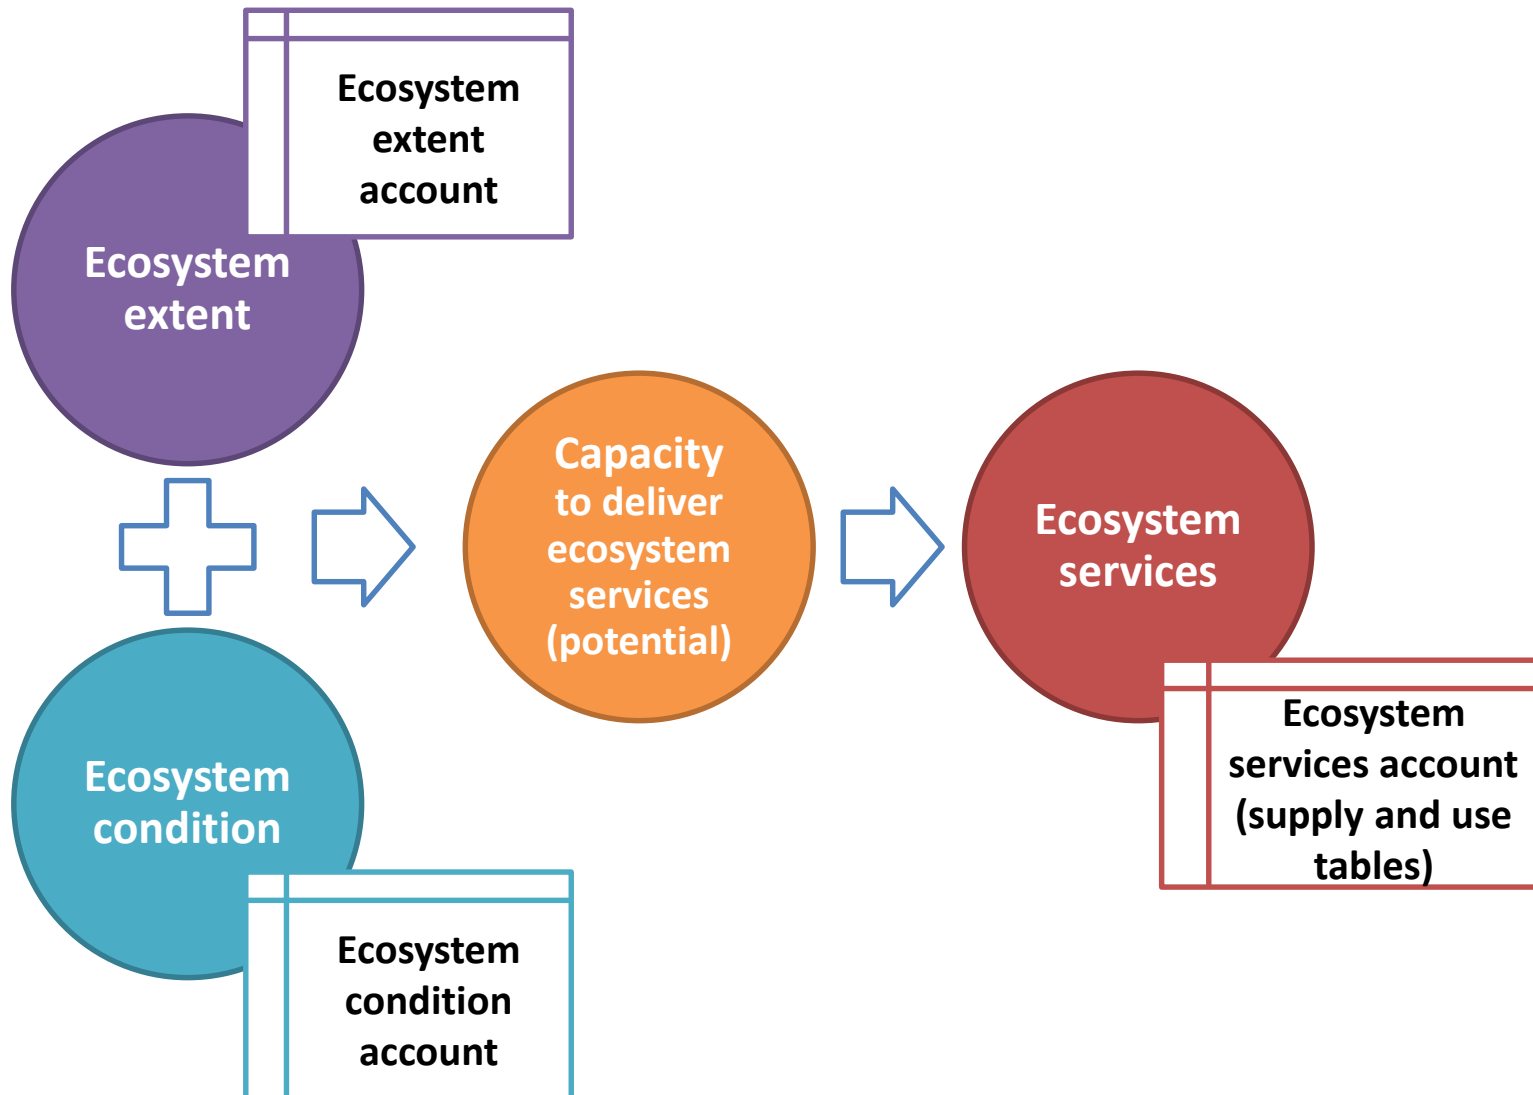 Ecosystem
extent
account
Ecosystem
extent
Capacity
to deliver
ecosystem
services
(potential)
Ecosystem
services
Ecosystem
services account
(supply and use
tables)
Ecosystem
condition
Ecosystem
condition
account